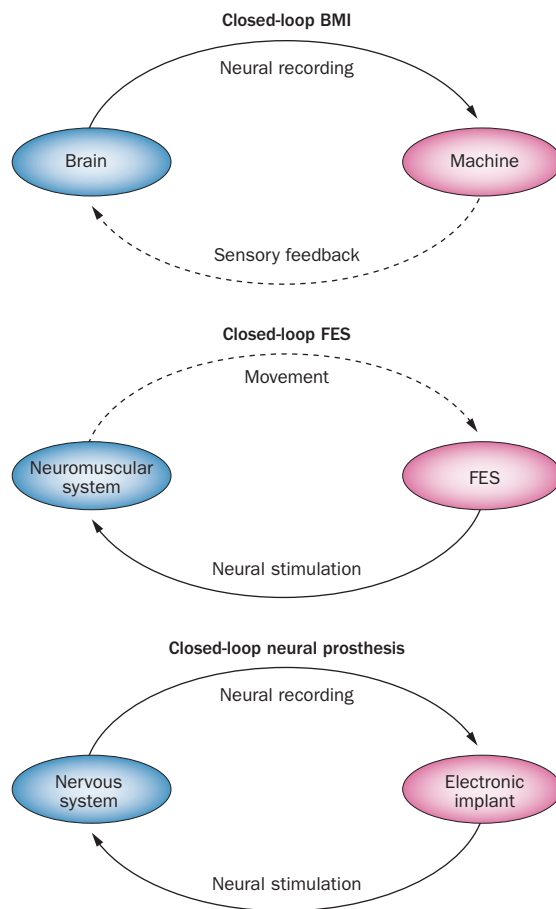 Closed-loop BMI
Neural recording
Brain
Machine
Sensory feedback
Closed-loop FES
Movement
Neuromuscular
system
FES
Neural stimulation
Closed-loop neural prosthesis
Neural recording
Nervous
system
Electronic
implant
Neural stimulation